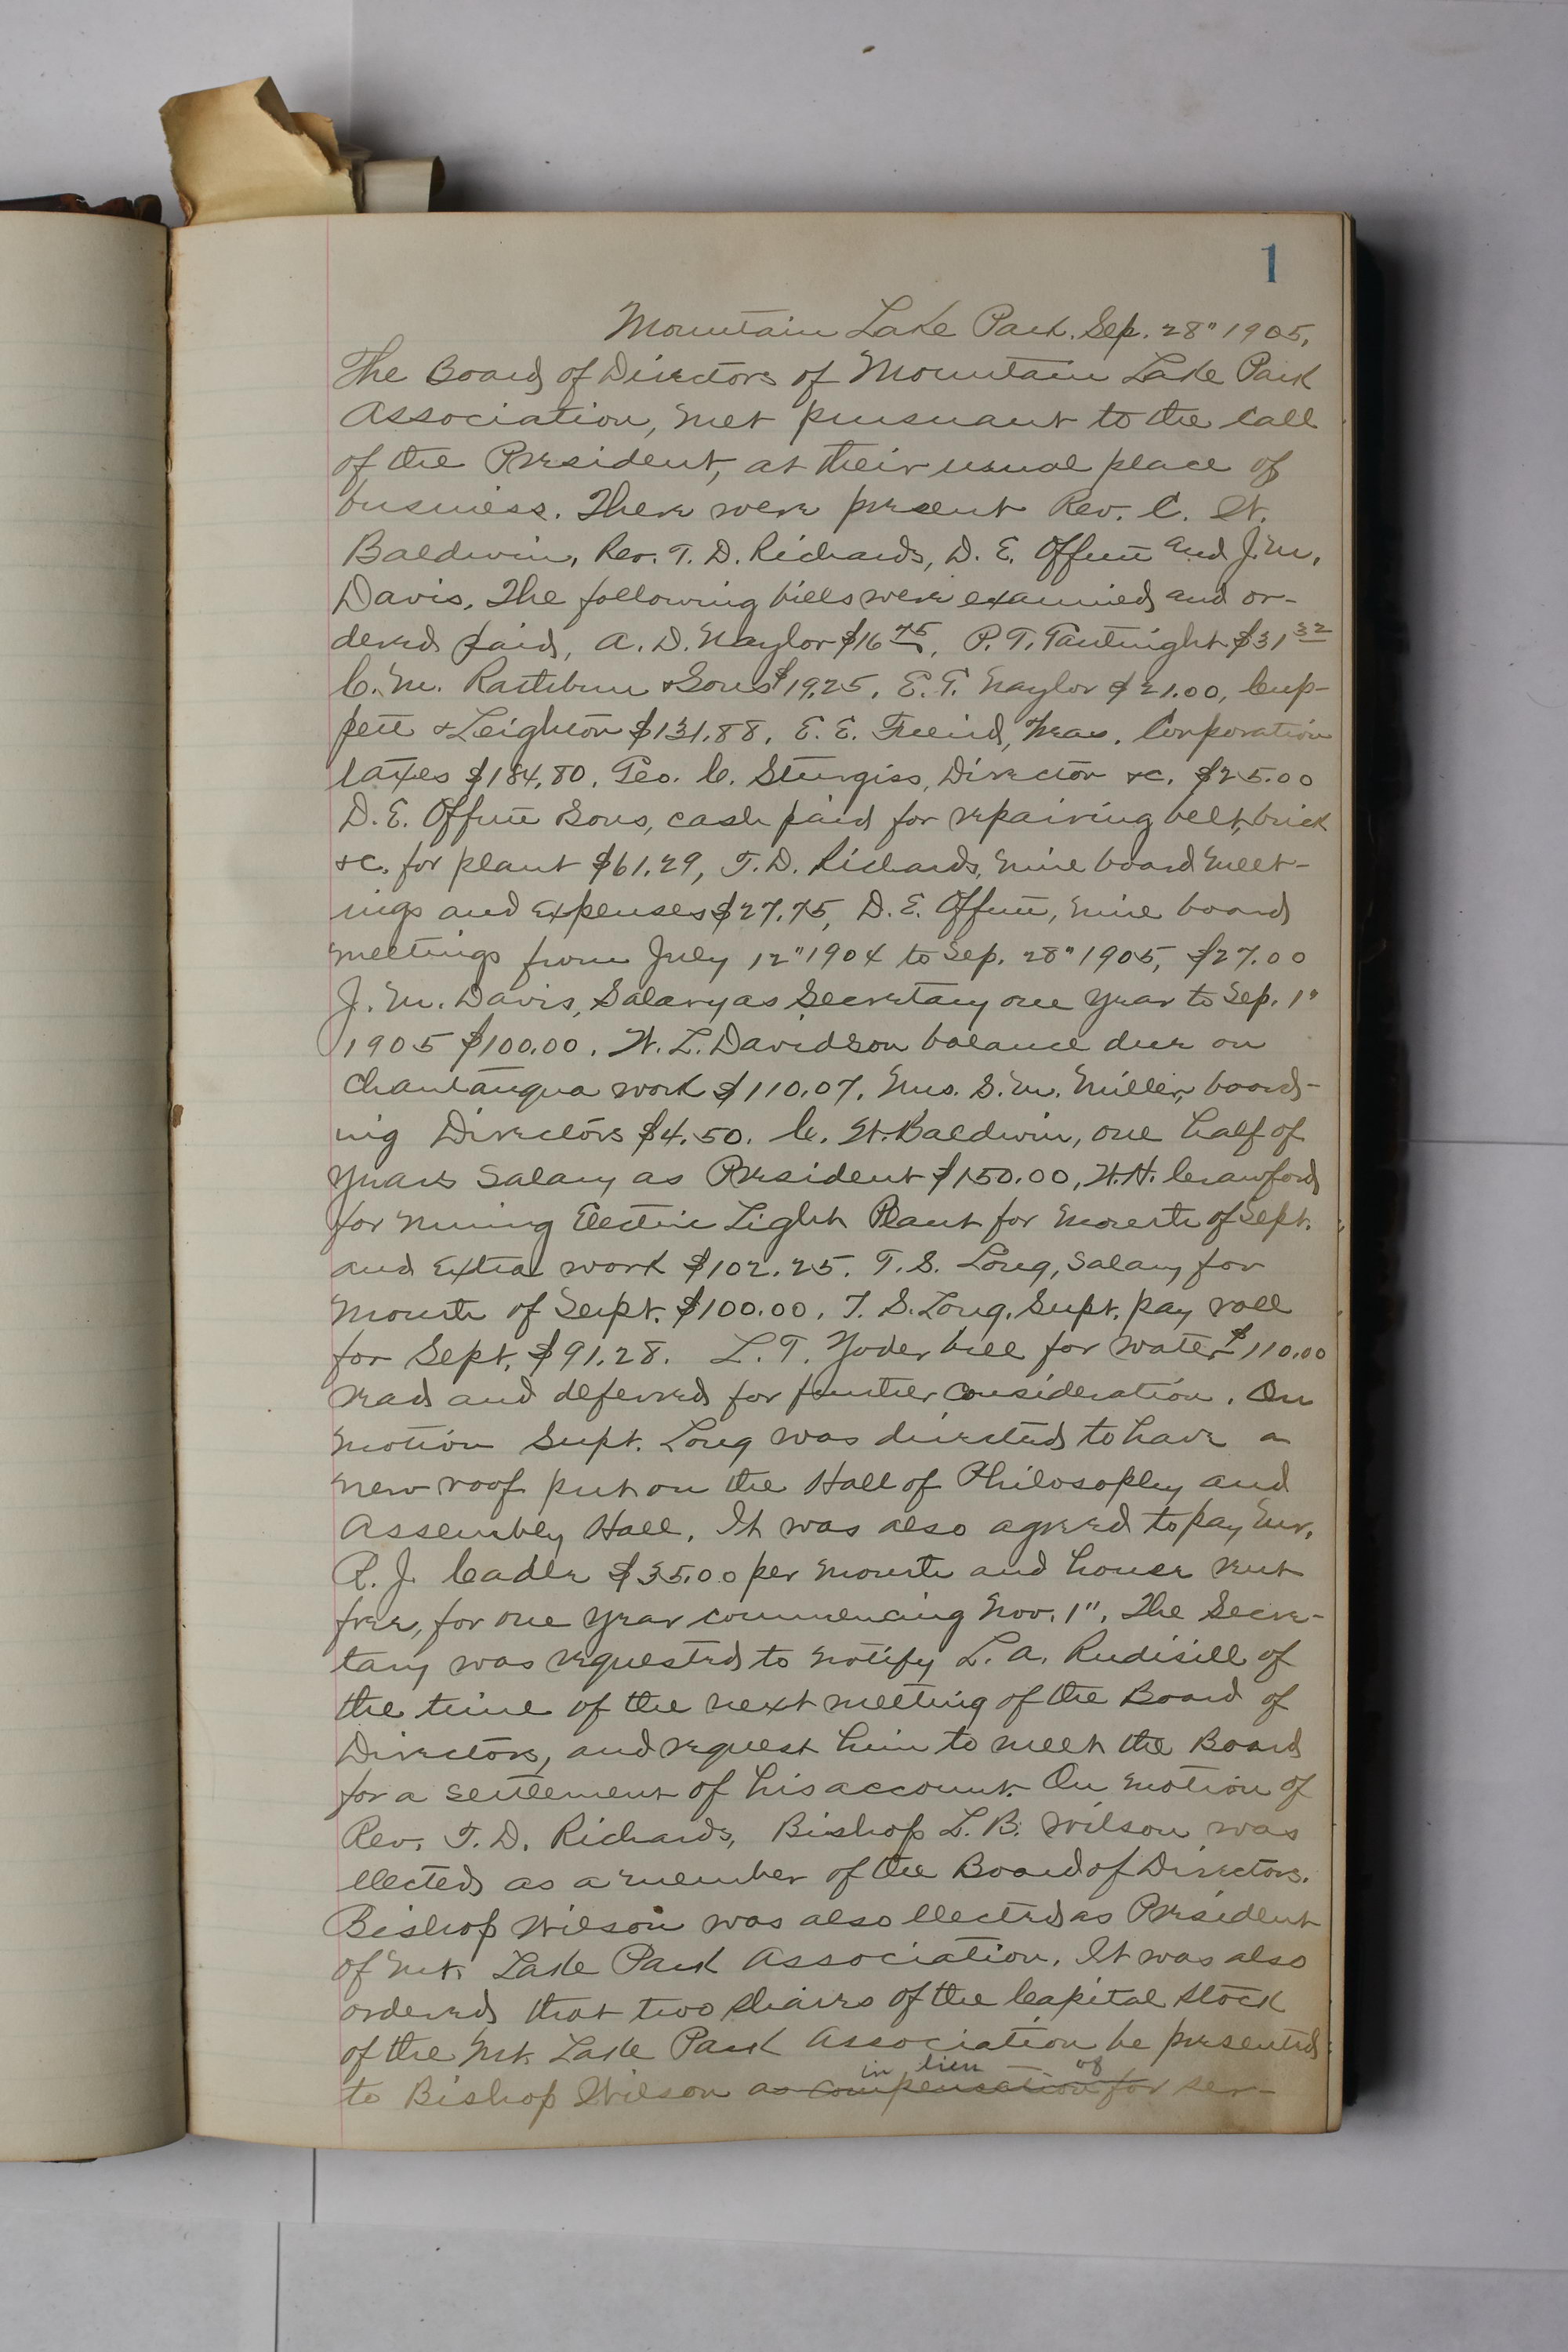 1
Mountain Lake Park. Sep. 28" 1905.
The Board of Directors of Mountain Lake Park
Association, met pursuant to the call
of the President, at their usual place of
business. There were present Rev. C. W.
Baldwin, Rev. T. D. Richards, D. E. Offutt and J. M.
Davis. The following bills were examined and or-
dered paid, A. D. Naylor $16 75, P. T. Garthright $31 32
C. M. Rathbun & Sons $19.25. E. T. Naylor $21.00, Cup-
pett & Leighton $131.88. E. E. Friend, Treas. Corporation
taxes $184.80. Geo. C. Sturgiss, Director &c. $25.00
D. E. Offutt Sons, cash paid for repairing belt, brick
&c. for plant $61.29, T. D. Richards, nine board meet-
ings and expenses $27.75, D. E. Offutt, nine board
meetings from July 12" 1904 to Sep. 28" 1905, $27.00
J. M. Davis, Salary as Secretary one year to Sep. 1"
1905 $100.00. W. L. Davidson balance due on
Chautauqua work $110.07. Mrs. S. M. Miller, board-
ing Directors $4.50. C. W. Baldwin, one half of
years Salary as President $150.00, W. H. Crawford
for runing Electric Light Plant for month of Sept.
and extra work $102.25. T. S. Long, Salary for
month of Sept. $100.00. T. S. Long, Supt. pay roll
for Sept. $91.28. L. T. Yoder bill for water $110.00
read and deferred for further consideration. On
motion Supt. Long was directed to have a
new roof put on the Hall of Philosophy and
Assembly Hall. It was also agreed to pay Mr.
R. J. Caddr $35.00 per month and house rent
free, for one year commencing Nov. 1". The Secre-
tary was requested to notify L. A. Rudisill of
the time of the next meeting of the Board of
Directors, and request him to meet the Board
for a settlement of his account. On motion of
Rev. T. D. Richards, Bishop L. B. Wilson was
elected as a member of the Board of Directors.
Bishop Wilson was also elected as President
of Mt. Lake Park Association. It was also
ordered that two shares of the Capital Stock
of the Mt. Lake Park Association be presented
in lieu of
to Bishop Wilson as compensation for ser-